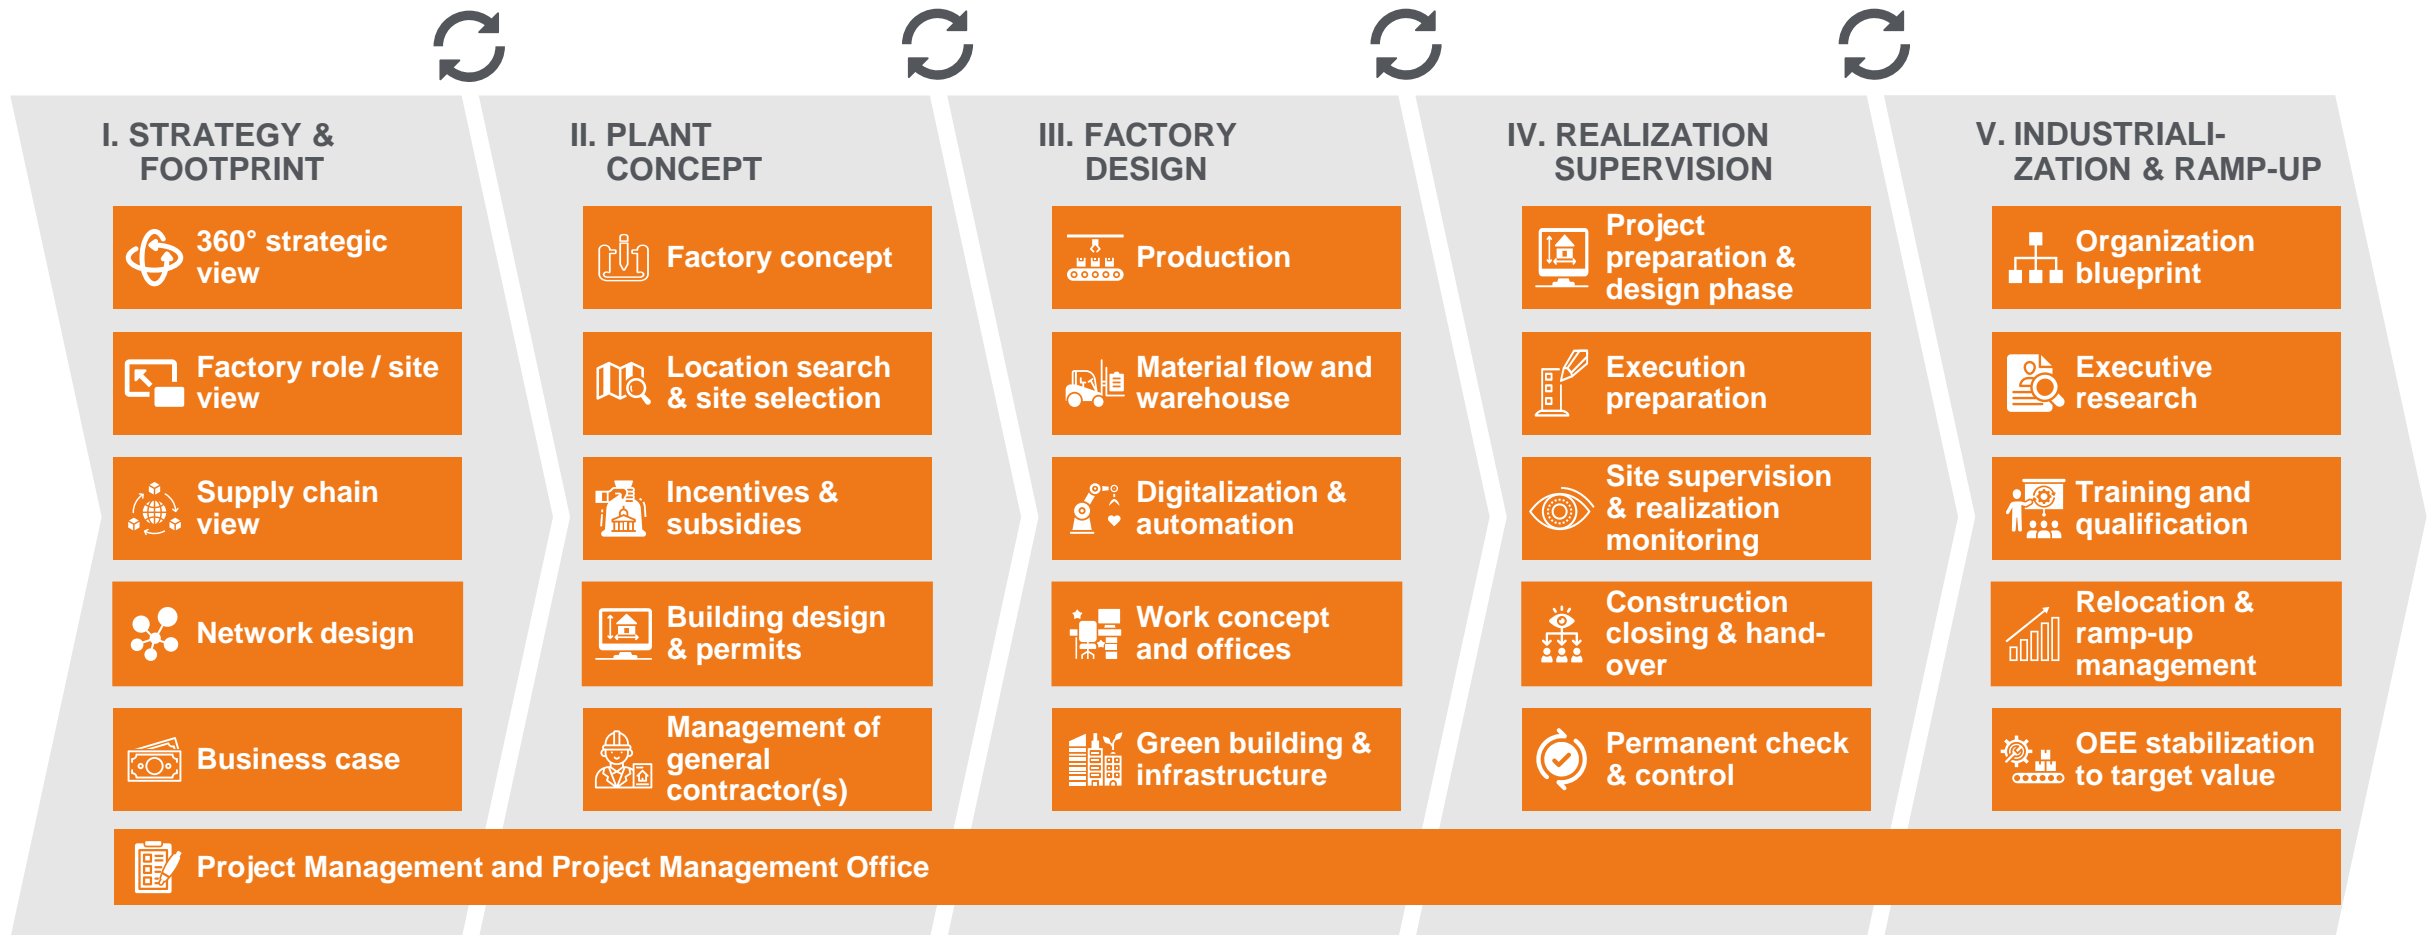 I. STRATEGY &
FOOTPRINT
360° strategic
view
Factory role / site
view
Supply chain
view
Network design
Business case
II. PLANT
CONCEPT
Factory concept
Location search
& site selection
Incentives &
subsidies
Building design
& permits
Management of
general
contractor(s)
III. FACTORY
DESIGN
Production
Material flow and
warehouse
Digitalization &
automation
Work concept
and offices
Green building &
infrastructure
IV. REALIZATION
SUPERVISION
Project
preparation &
design phase
Execution
preparation
Site supervision
& realization
monitoring
Construction
closing & hand-
over
Permanent check
& control
V. INDUSTRIALI-
ZATION & RAMP-UP
Organization
blueprint
Executive
research
Training and
qualification
Relocation &
ramp-up
management
OEE stabilization
to target value
Project Management and Project Management Office